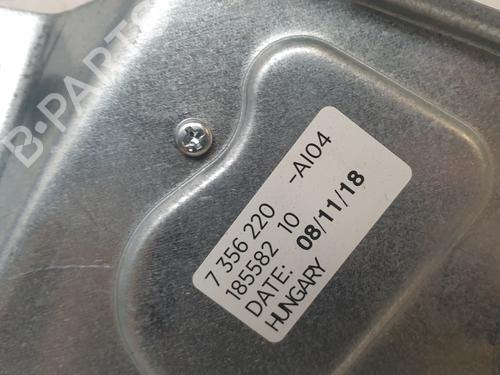 B-PARTS
7 356 220 -AI04
185582 10
DATE: 08/11/18
HUNGARY